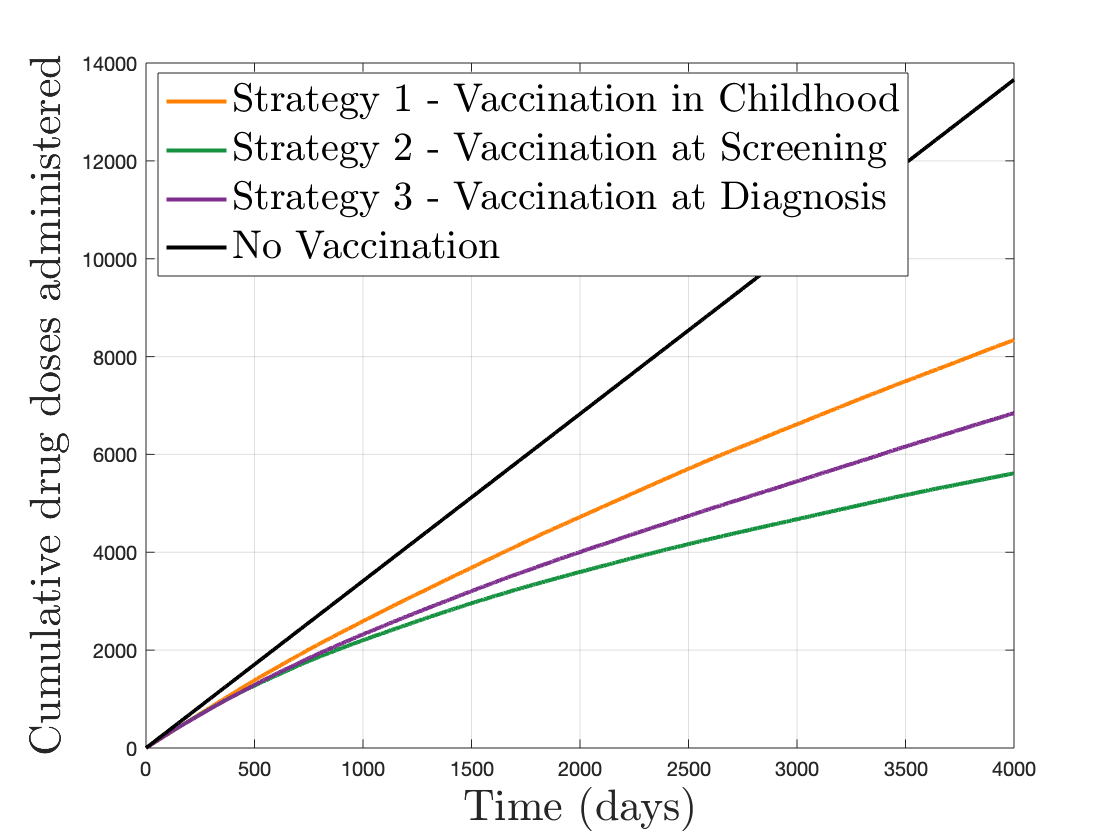 Cumulative drug doses administered
14000
12000
10000
8000
6000
4000
2000
0
Strategy 1 - Vaccination in Childhood
Strategy 2 - Vaccination at Screening
Strategy 3 - Vaccination at Diagnosis
No Vaccination
0 500 1000 1500 2000 2500 3000 3500 4000
Time (days)